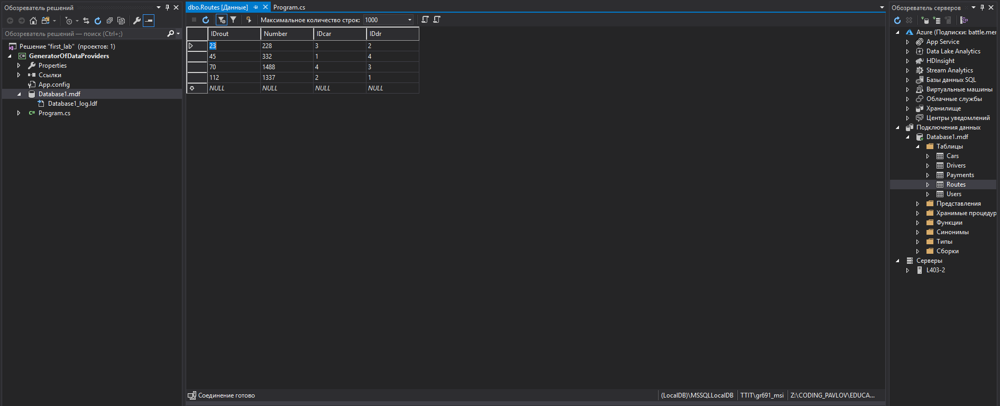 Обозреватель решений
Обозреватель решений — поиск (Ctrl+;)
Решение "first_lab" (проектов: 1)
GeneratorOfDataProviders
Properties
Ссылки
App.config
Database1.mdf
Database1_log.ldf
Program.cs
dbo.Routes [Данные]
Program.cs
Максимальное количество строк: 1000
IDrout Number IDcar IDdr
23 228 3 2
45 332 1 4
70 1488 4 3
112 1337 2 1
NULL NULL NULL NULL
Соединение готово
(LocalDB)\MSSQLLocalDB
TTIT\gr691_msi
Z:\CODING_PAVLOV\EDUCA...
Обозреватель серверов
Azure (Подписки: battle.mer
App Service
Data Lake Analytics
HDInsight
Stream Analytics
Базы данных SQL
Виртуальные машины
Облачные службы
Хранилище
Центры уведомлений
Подключения данных
Database1.mdf
Таблицы
Cars
Drivers
Payments
Routes
Users
Представления
Хранимые процедур
Функции
Синонимы
Типы
Сборки
Серверы
L403-2